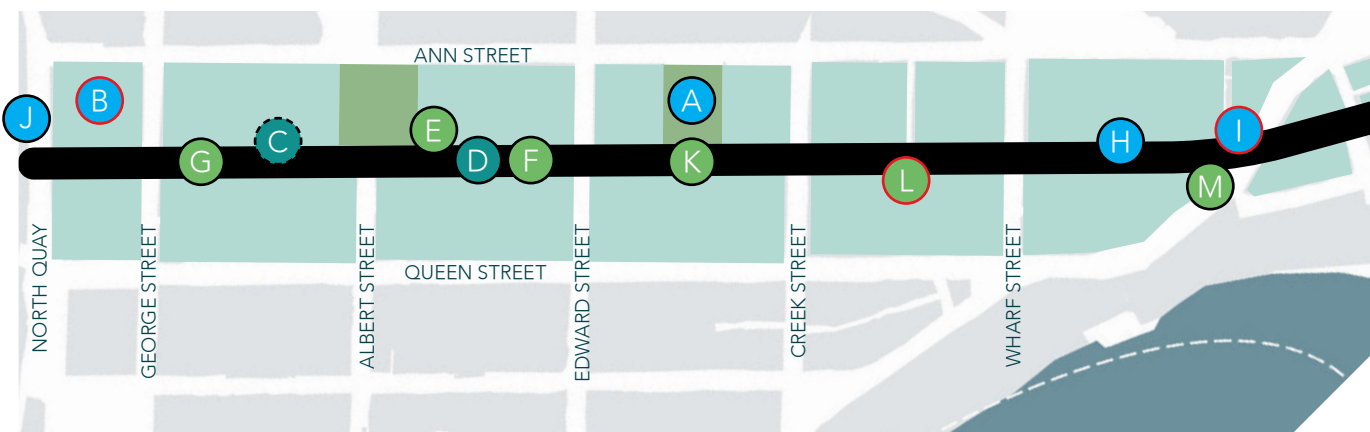 ANN STREET
J
B
A
C
E
G
D
F
K
L
H
I
M
NORTH QUAY
GEORGE STREET
ALBERT STREET
QUEEN STREET
EDWARD STREET
CREEK STREET
WHARF STREET